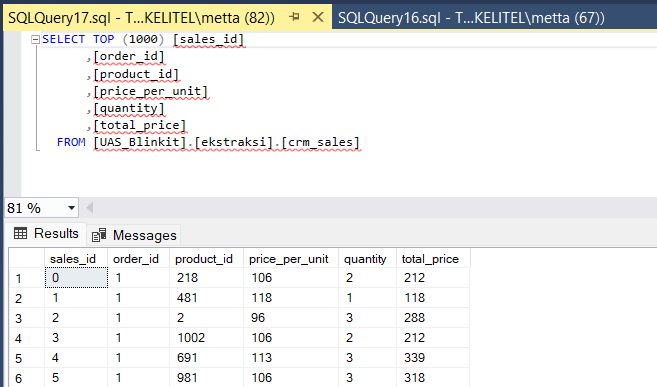 SQLQuery17.sql - T...KELITEL\metta (82)) SQLQuery16.sql - T...KELITEL\metta (67))
SELECT TOP (1000) [sales_id]
,[order_id]
,[product_id]
,[price_per_unit]
,[quantity]
,[total_price]
FROM [UAS_Blinkit].[ekstraksi].[crm_sales]
81 %
Results Messages
sales_id order_id product_id price_per_unit quantity total_price
1 0 1 218 106 2 212
2 1 1 481 118 1 118
3 2 1 2 96 3 288
4 3 1 1002 106 2 212
5 4 1 691 113 3 339
6 5 1 981 106 3 318